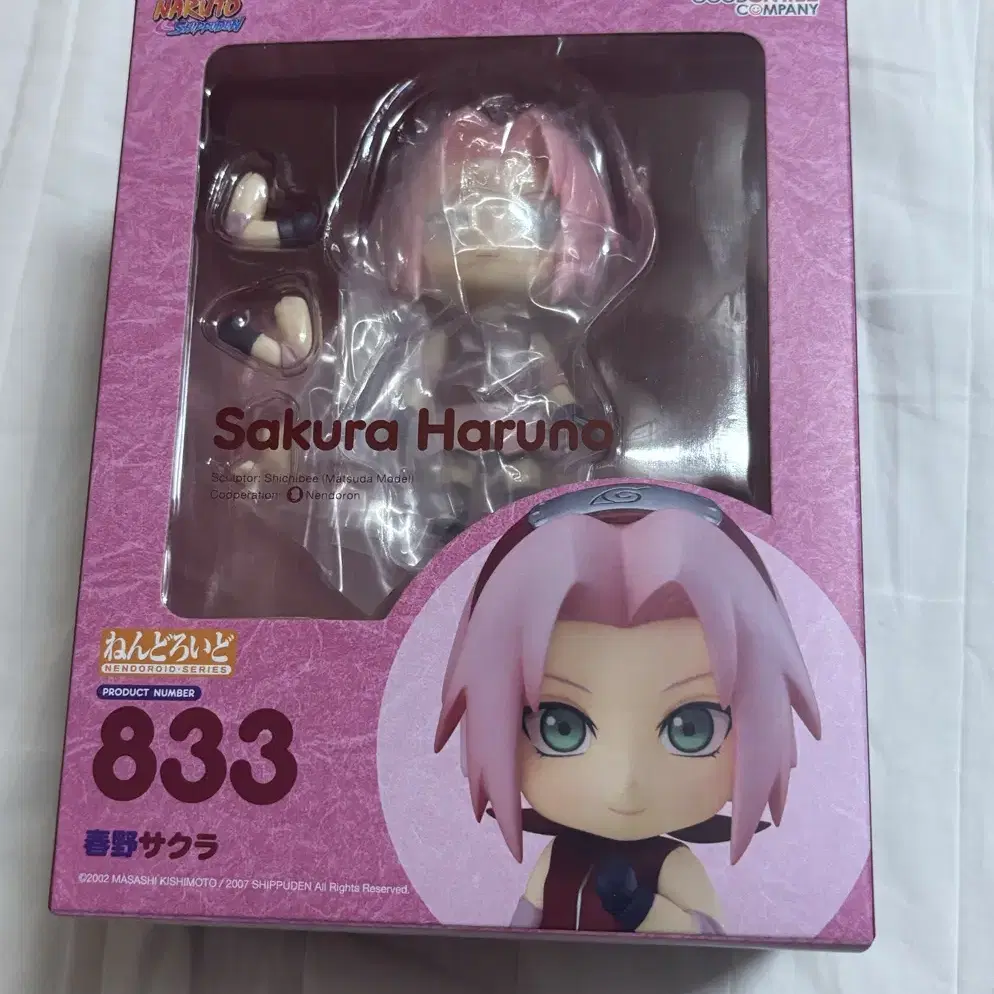 NARUTO
SHIPPUDEN
COMPANY
Sakura Haruno
Sculptor: Shichibee (Matsuda Model)
Cooperation: Nendoron
ねんどろいど
NENDOROID·SERIES
PRODUCT NUMBER
833
春野サクラ
©2002 MASASHI KISHIMOTO / 2007 SHIPPUDEN All Rights Reserved.